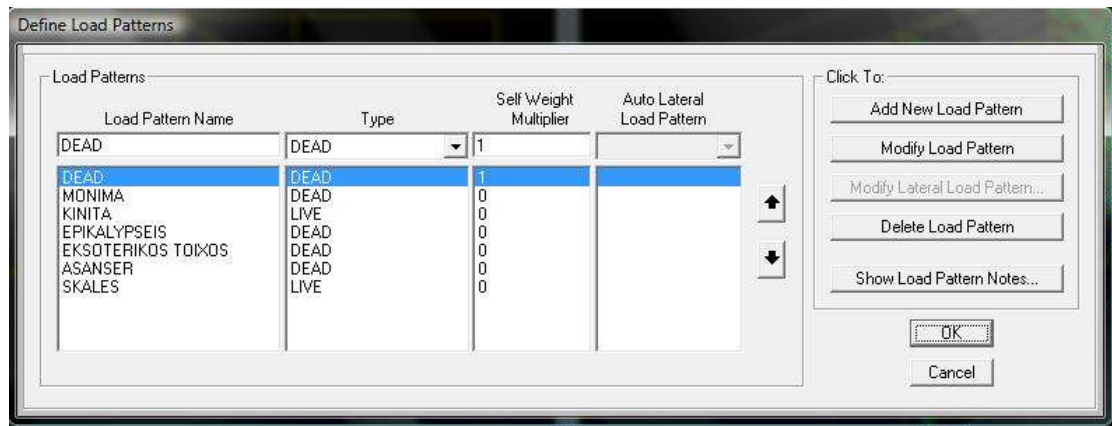 Define Load Patterns
Load Patterns
Load Pattern Name Type Self Weight Multiplier Auto Lateral Load Pattern
DEAD DEAD 1
DEAD DEAD 1
MONIMA DEAD 0
KINITA LIVE 0
EPIKALYPSEIS DEAD 0
EKSOTERIKOS TOIXOS DEAD 0
ASANSER DEAD 0
SKALES LIVE 0
Click To:
Add New Load Pattern
Modify Load Pattern
Modify Lateral Load Pattern...
Delete Load Pattern
Show Load Pattern Notes...
OK
Cancel